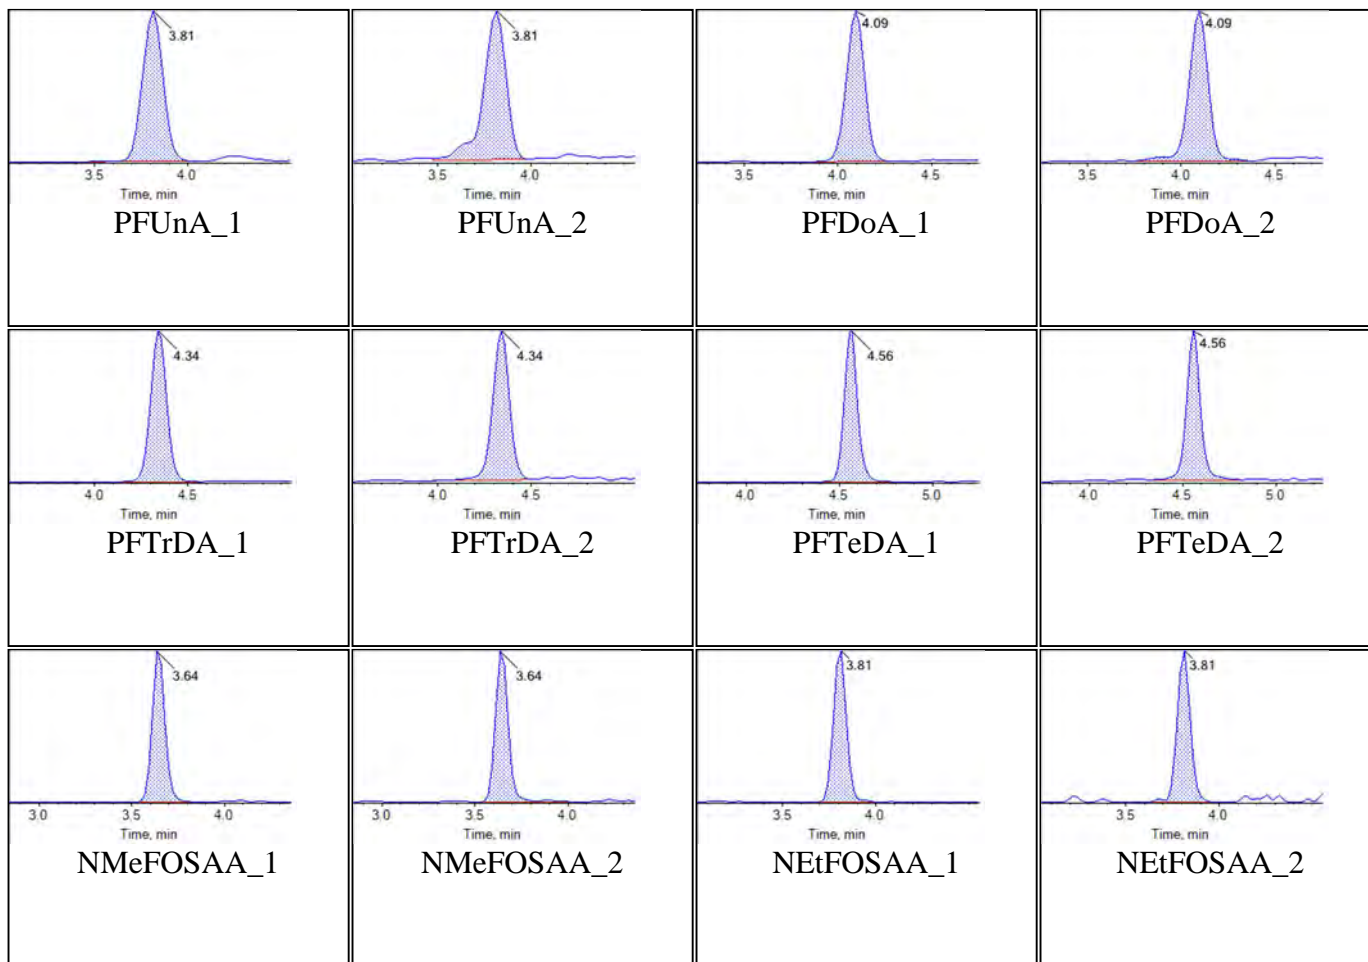 3.81
3.5 4.0
Time, min
PFUnA_1
3.81
3.5 4.0
Time, min
PFUnA_2
4.09
3.5 4.0 4.5
Time, min
PFDoA_1
4.09
3.5 4.0 4.5
Time, min
PFDoA_2
4.34
4.0 4.5
Time, min
PFTrDA_1
4.34
4.0 4.5
Time, min
PFTrDA_2
4.56
4.0 4.5 5.0
Time, min
PFTeDA_1
4.56
4.0 4.5 5.0
Time, min
PFTeDA_2
3.64
3.0 3.5 4.0
Time, min
NMeFOSAA_1
3.64
3.0 3.5 4.0
Time, min
NMeFOSAA_2
3.81
3.5 4.0
Time, min
NEtFOSAA_1
3.81
3.5 4.0
Time, min
NEtFOSAA_2